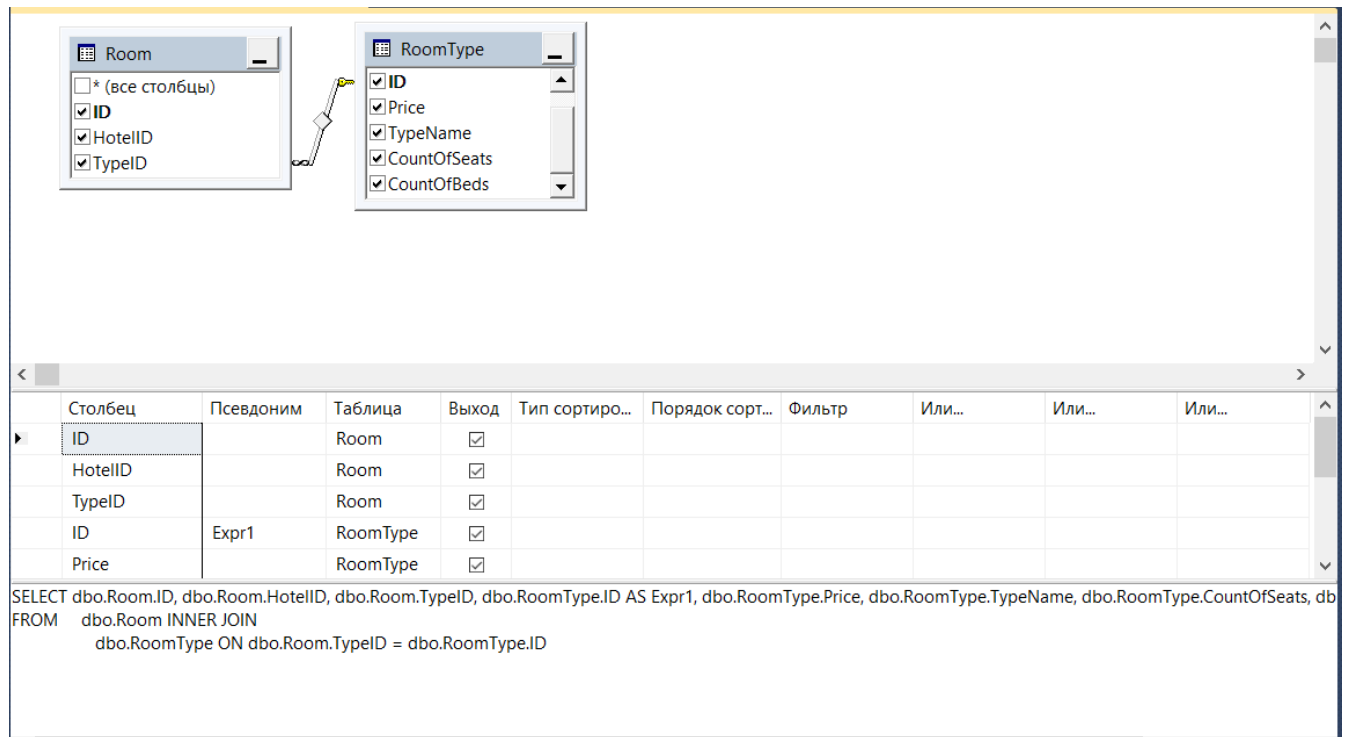 Room
* (все столбцы)
ID
HotelID
TypeID
RoomType
ID
Price
TypeName
CountOfSeats
CountOfBeds
Столбец Псевдоним Таблица Выход Тип сортиро... Порядок сорт... Фильтр Или... Или... Или...
ID Room
HotelID Room
TypeID Room
ID Expr1 RoomType
Price RoomType
SELECT dbo.Room.ID, dbo.Room.HotelID, dbo.Room.TypeID, dbo.RoomType.ID AS Expr1, dbo.RoomType.Price, dbo.RoomType.TypeName, dbo.RoomType.CountOfSeats, db
FROM dbo.Room INNER JOIN
dbo.RoomType ON dbo.Room.TypeID = dbo.RoomType.ID